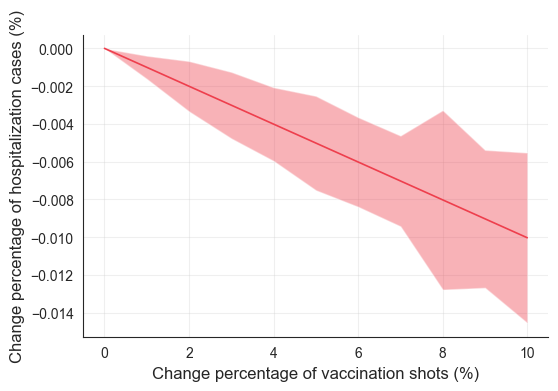 Change percentage of hospitalization cases (%)
0.000
−0.002
−0.004
−0.006
−0.008
−0.010
−0.012
−0.014
0 2 4 6 8 10
Change percentage of vaccination shots (%)